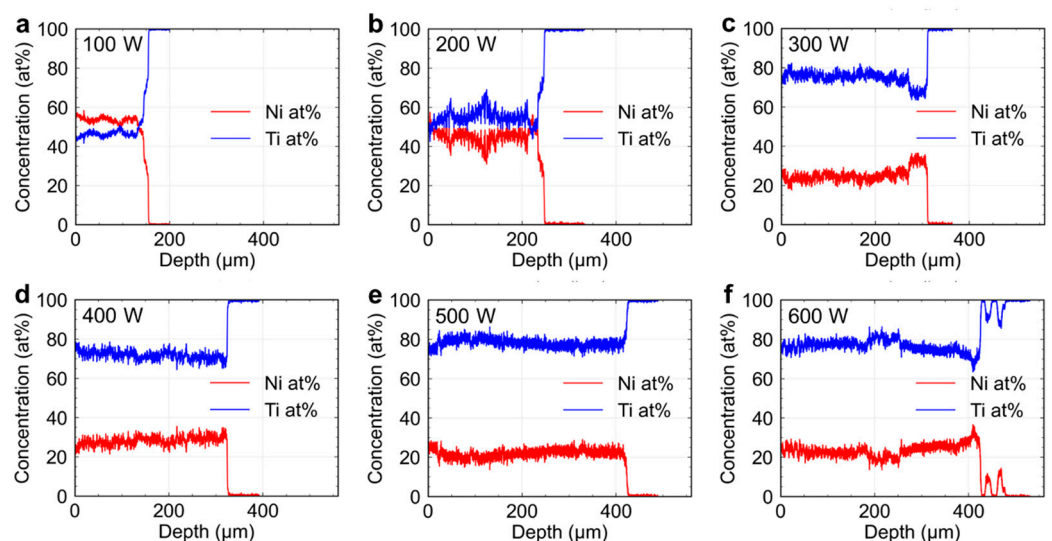 a
100 W
Ni at%
Ti at%
Concentration (at%)
100
80
60
40
20
0
0 200 400
Depth (µm)
b
200 W
Ni at%
Ti at%
Concentration (at%)
100
80
60
40
20
0
0 200 400
Depth (µm)
c
300 W
Ni at%
Ti at%
Concentration (at%)
100
80
60
40
20
0
0 200 400
Depth (µm)
d
400 W
Ni at%
Ti at%
Concentration (at%)
100
80
60
40
20
0
0 200 400
Depth (µm)
e
500 W
Ni at%
Ti at%
Concentration (at%)
100
80
60
40
20
0
0 200 400
Depth (µm)
f
600 W
Ni at%
Ti at%
Concentration (at%)
100
80
60
40
20
0
0 200 400
Depth (µm)